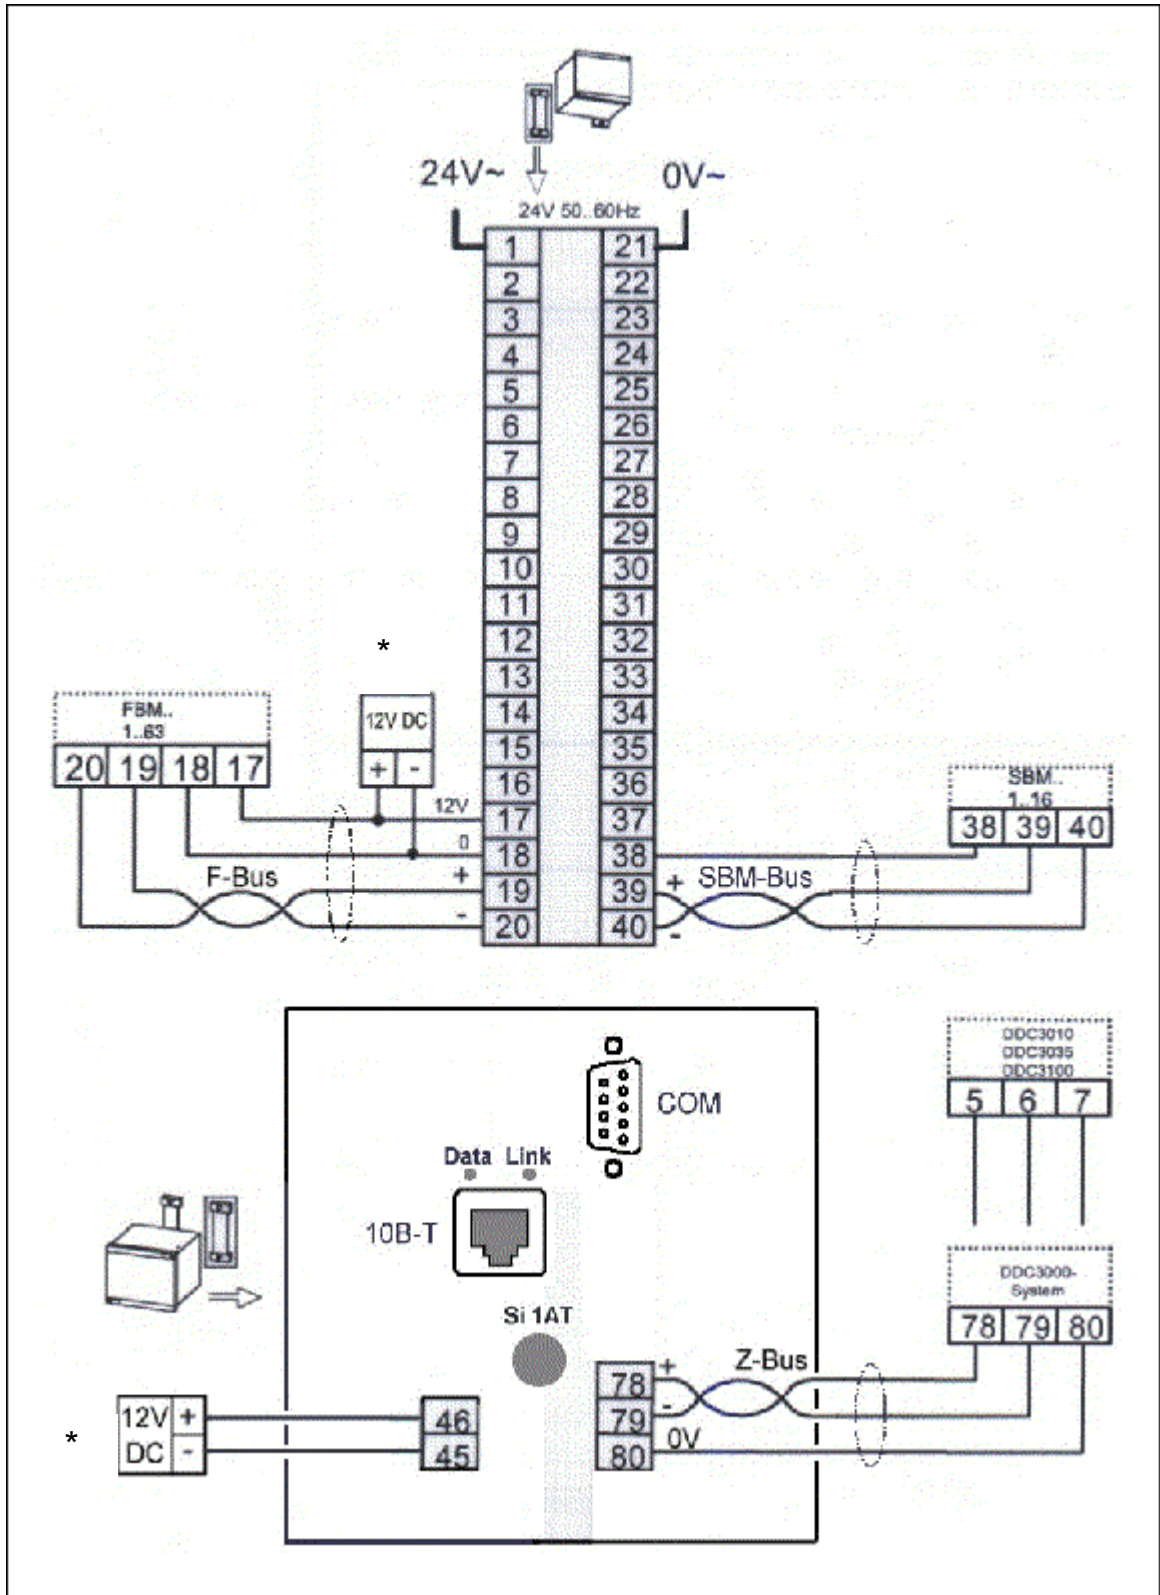 24V~ 0V~
24V 50..60Hz
1 21
2 22
3 23
4 24
5 25
6 26
7 27
8 28
9 29
10 30
11 31
12 32
*
13 33
FBM..
1..63
12V DC
14 34
15 35
20 19 18 17
+ -
16 36
SBM..
1..16
12V
17 37
38 39 40
0
18 38
F-Bus
+
19 39
+
SBM-Bus
-
20 40
-
DDC3010
DDC3035
DDC3100
5 6 7
COM
Data Link
10B-T
DDC3000-
System
Si 1AT
78 79 80
Z-Bus
78 +
79 -
80 0V
*
12V +
DC -
46
45